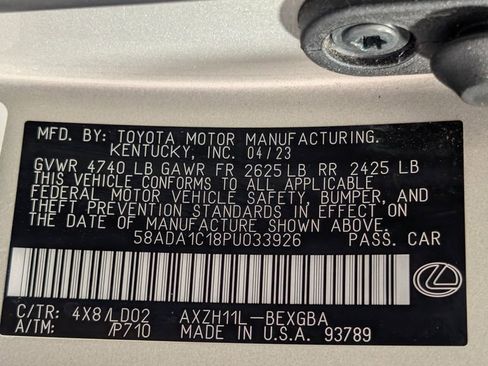 MFD. BY: TOYOTA MOTOR MANUFACTURING.
KENTUCKY, INC. 04/23
GVWR 4740 LB GAWR FR 2625 LB RR 2425 LB
THIS VEHICLE CONFORMS TO ALL APPLICABLE
FEDERAL MOTOR VEHICLE SAFETY, BUMPER, AND
THEFT PREVENTION STANDARDS IN EFFECT ON
THE DATE OF MANUFACTURE SHOWN ABOVE.
58ADA1C18PU033926 PASS. CAR
C/TR: 4X8/LD02 AXZH11L-BEXGBA
A/TM: /P710 MADE IN U.S.A. 93789